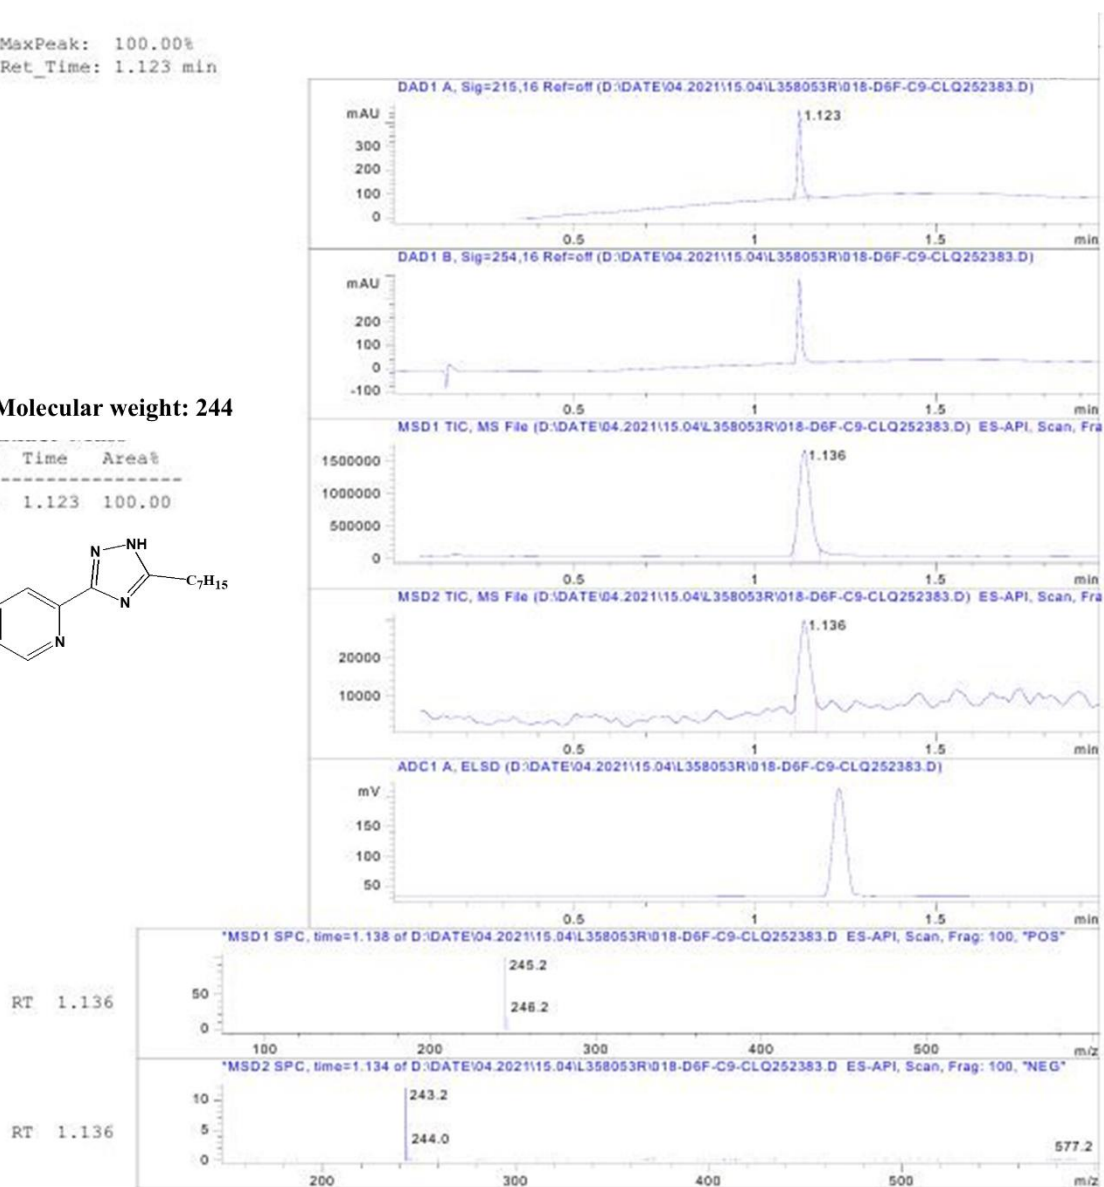 MaxPeak: 100.00%
Ret_Time: 1.123 min
DAD1 A, Sig=215,16 Ref=off (D:\DATE\04.2021\15.04\L358053R\018-D6F-C9-CLQ252383.D)
mAU
1.123
300
200
100
0
0.5 1 1.5 min
DAD1 B, Sig=254,16 Ref=off (D:\DATE\04.2021\15.04\L358053R\018-D6F-C9-CLQ252383.D)
mAU
200
100
0
-100
0.5 1 1.5 min
Molecular weight: 244
Time Area%
1.123 100.00
N NH
N
C7H15
N
MSD1 TIC, MS File (D:\DATE\04.2021\15.04\L358053R\018-D6F-C9-CLQ252383.D) ES-API, Scan, Fra
1.136
1500000
1000000
500000
0
0.5 1 1.5 min
MSD2 TIC, MS File (D:\DATE\04.2021\15.04\L358053R\018-D6F-C9-CLQ252383.D) ES-API, Scan, Fra
1.136
20000
10000
0.5 1 1.5 min
ADC1 A, ELSD (D:\DATE\04.2021\15.04\L358053R\018-D6F-C9-CLQ252383.D)
mV
150
100
50
0.5 1 1.5 min
*MSD1 SPC, time=1.138 of D:\DATE\04.2021\15.04\L358053R\018-D6F-C9-CLQ252383.D ES-API, Scan, Frag: 100, "POS"
245.2
RT 1.136
50
246.2
0
100 200 300 400 500 m/z
*MSD2 SPC, time=1.134 of D:\DATE\04.2021\15.04\L358053R\018-D6F-C9-CLQ252383.D ES-API, Scan, Frag: 100, "NEG"
243.2
10
RT 1.136
5
244.0
577.2
0
200 300 400 500 m/z